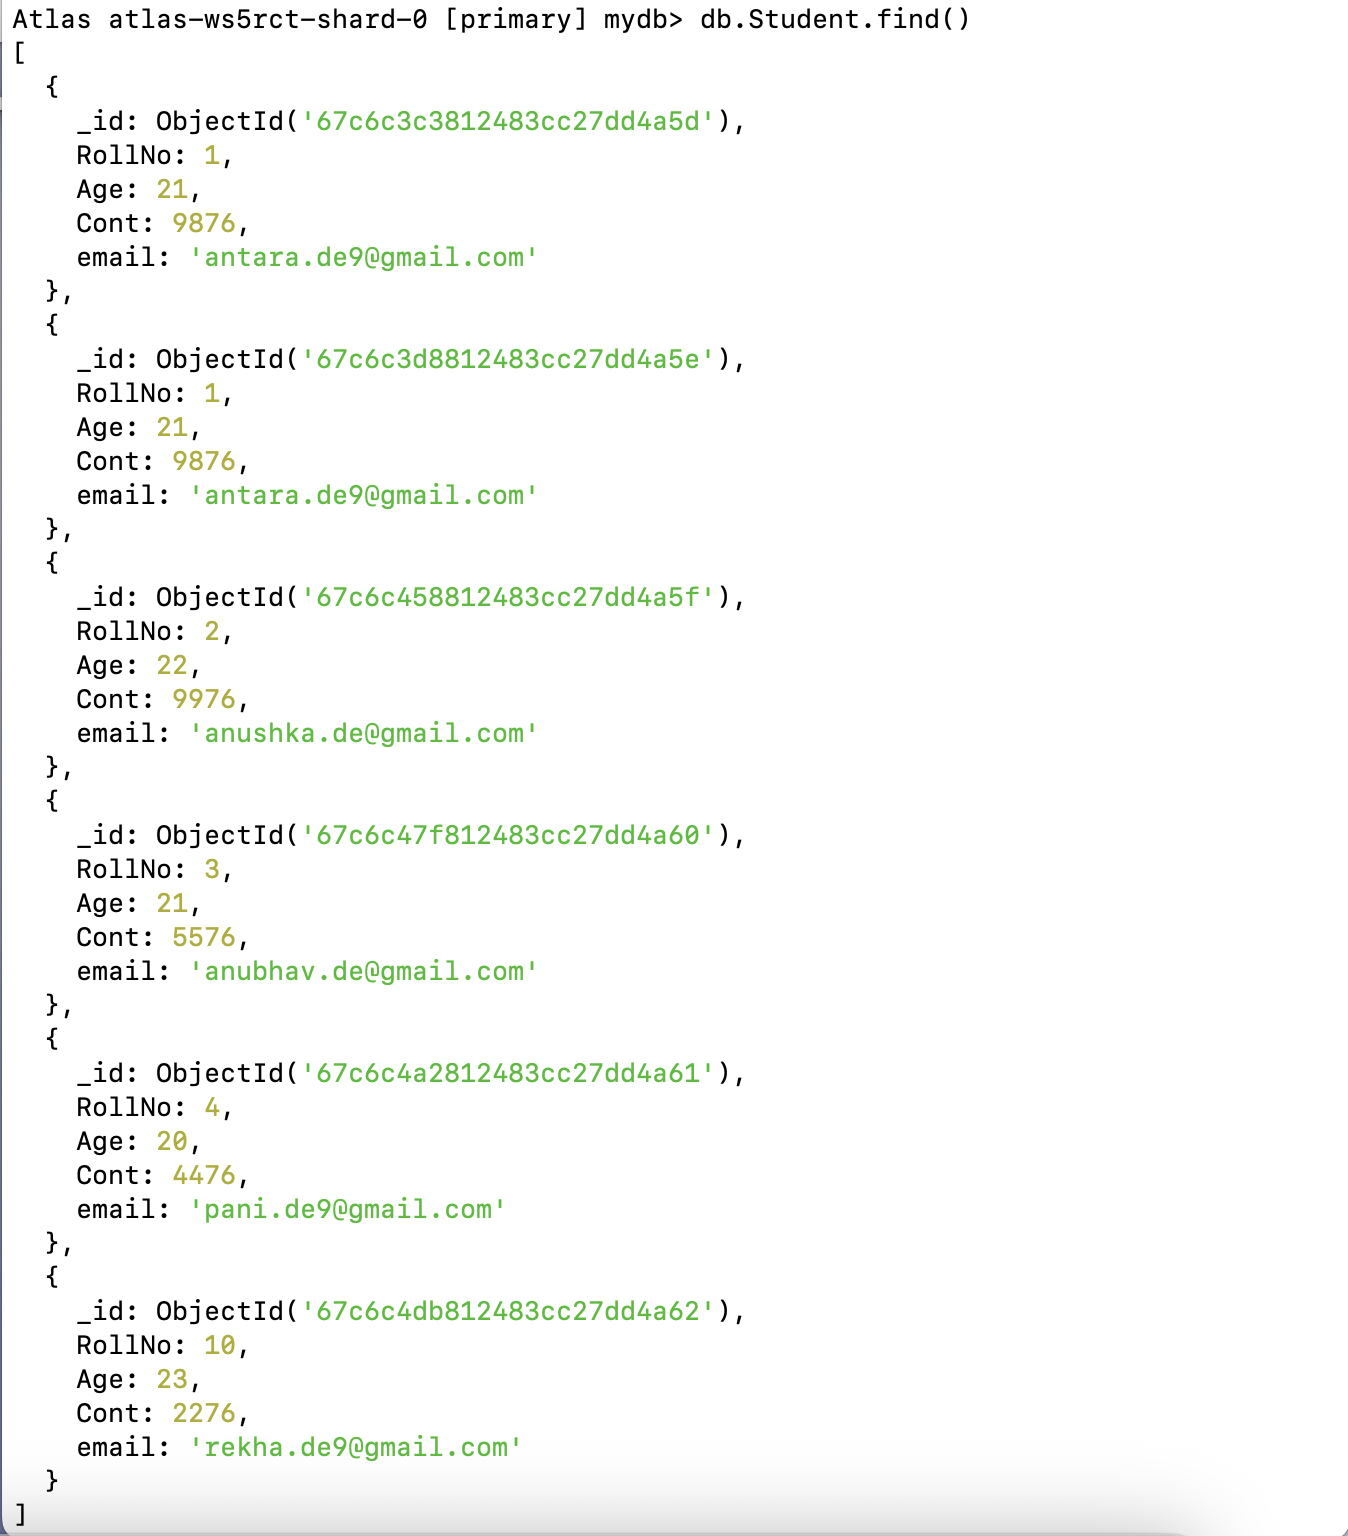 Atlas atlas-ws5rct-shard-0 [primary] mydb> db.Student.find()
[
  {
    _id: ObjectId('67c6c3c3812483cc27dd4a5d'),
    RollNo: 1,
    Age: 21,
    Cont: 9876,
    email: 'antara.de9@gmail.com'
  },
  {
    _id: ObjectId('67c6c3d8812483cc27dd4a5e'),
    RollNo: 1,
    Age: 21,
    Cont: 9876,
    email: 'antara.de9@gmail.com'
  },
  {
    _id: ObjectId('67c6c458812483cc27dd4a5f'),
    RollNo: 2,
    Age: 22,
    Cont: 9976,
    email: 'anushka.de@gmail.com'
  },
  {
    _id: ObjectId('67c6c47f812483cc27dd4a60'),
    RollNo: 3,
    Age: 21,
    Cont: 5576,
    email: 'anubhav.de@gmail.com'
  },
  {
    _id: ObjectId('67c6c4a2812483cc27dd4a61'),
    RollNo: 4,
    Age: 20,
    Cont: 4476,
    email: 'pani.de9@gmail.com'
  },
  {
    _id: ObjectId('67c6c4db812483cc27dd4a62'),
    RollNo: 10,
    Age: 23,
    Cont: 2276,
    email: 'rekha.de9@gmail.com'
  }
]